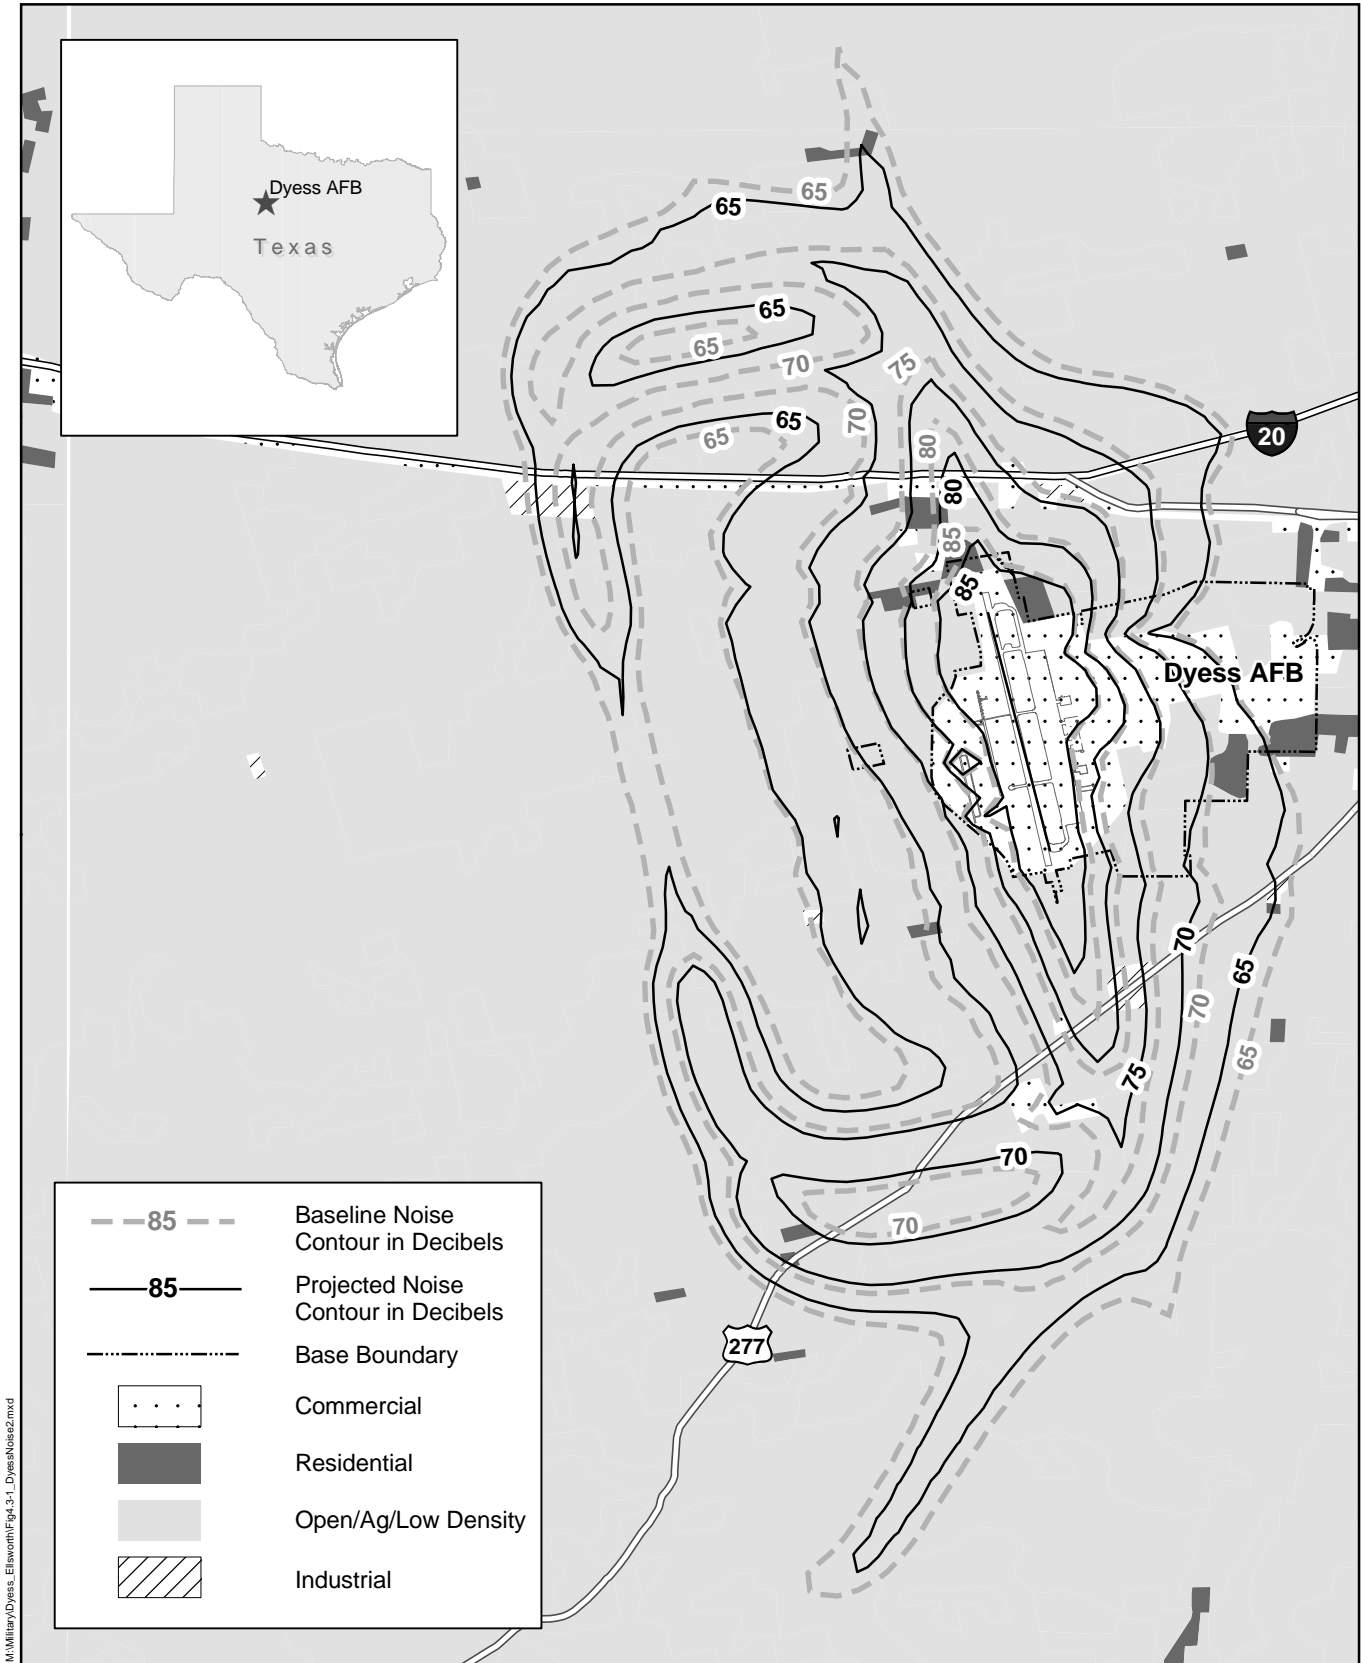 Dyess AFB
Texas
65
65
65
65
70
75
65
65
70
80
20
80
85
85
Dyess AFB
70
65
70
65
75
70
70
85
Baseline Noise
Contour in Decibels
85
Projected Noise
Contour in Decibels
Base Boundary
277
Commercial
Residential
Open/Ag/Low Density
Industrial
M:\Military\Dyess_Ellsworth\Fig4.3-1_DyessNoise2.mxd